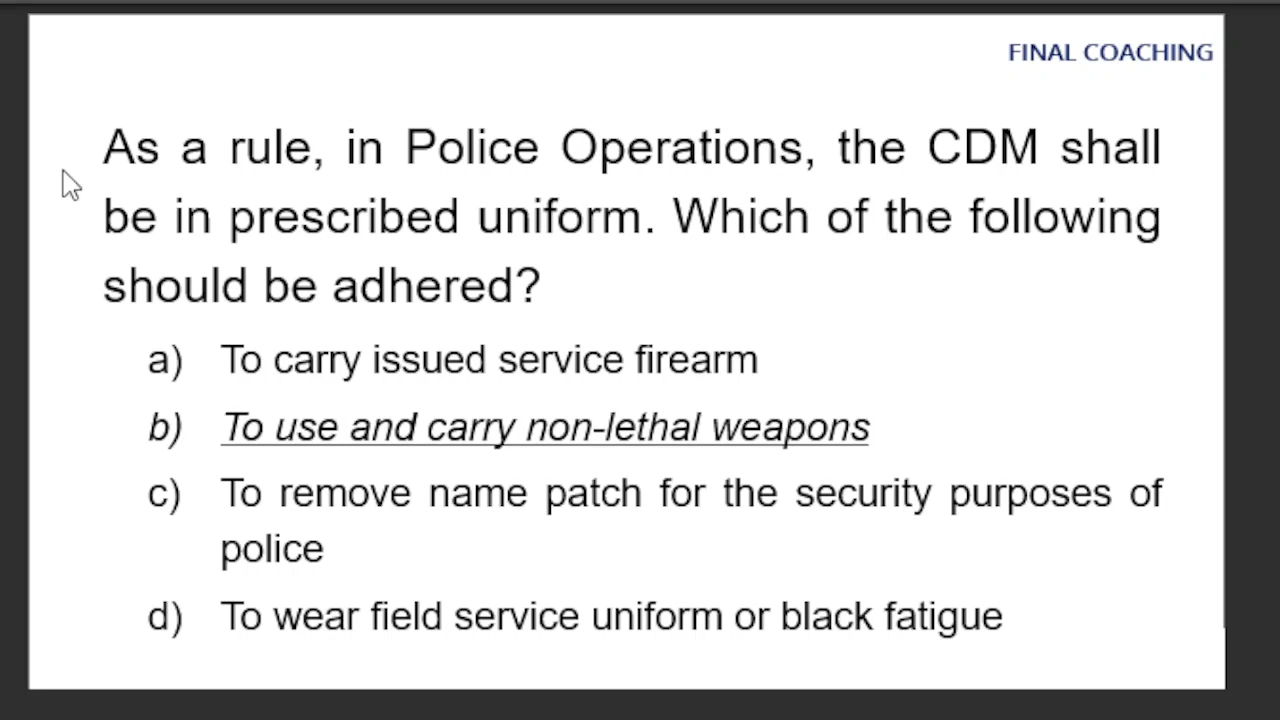 FINAL COACHING
As a rule, in Police Operations, the CDM shall
be in prescribed uniform. Which of the following
should be adhered?
a) To carry issued service firearm
b) To use and carry non-lethal weapons
c) To remove name patch for the security purposes of
police
d) To wear field service uniform or black fatigue